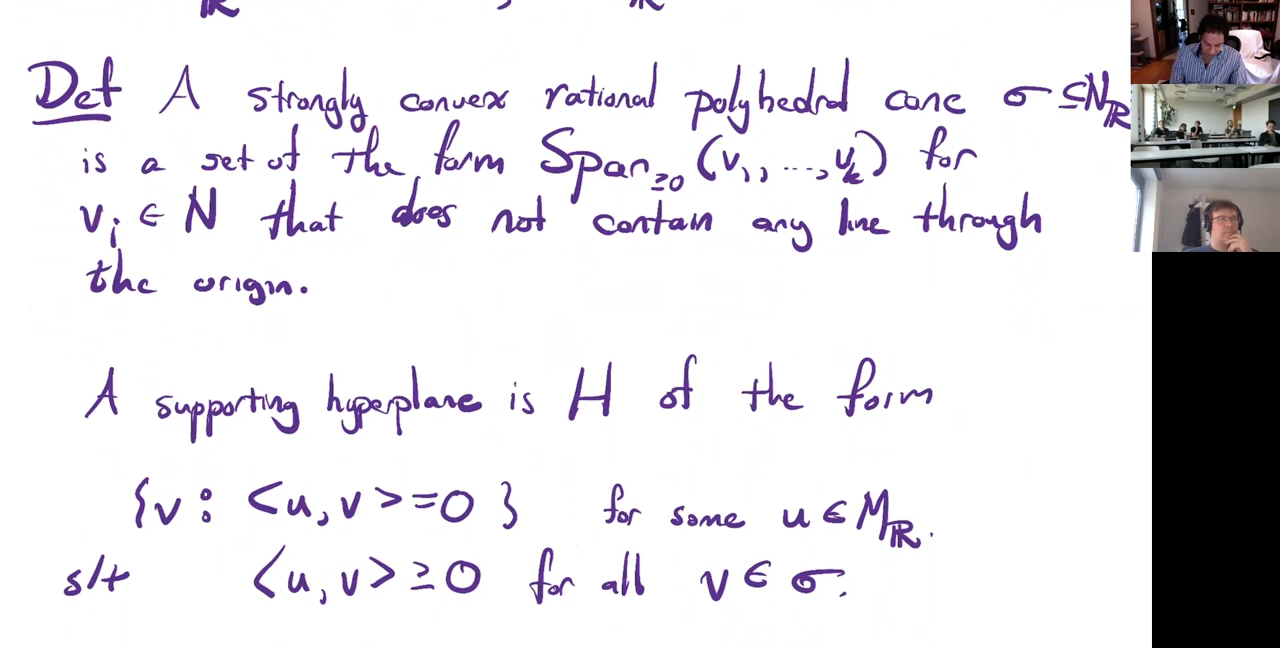 Def A strongly convex rational polyhedral cone σ ⊆ N_ℝ
is a set of the form Span_≥0 (v_1, ..., v_k) for
v_i ∈ N that does not contain any line through
the origin.
A supporting hyperplane is H of the form
{v : <u, v> = 0 } for some u ∈ M_ℝ.
s/t <u, v> ≥ 0 for all v ∈ σ.